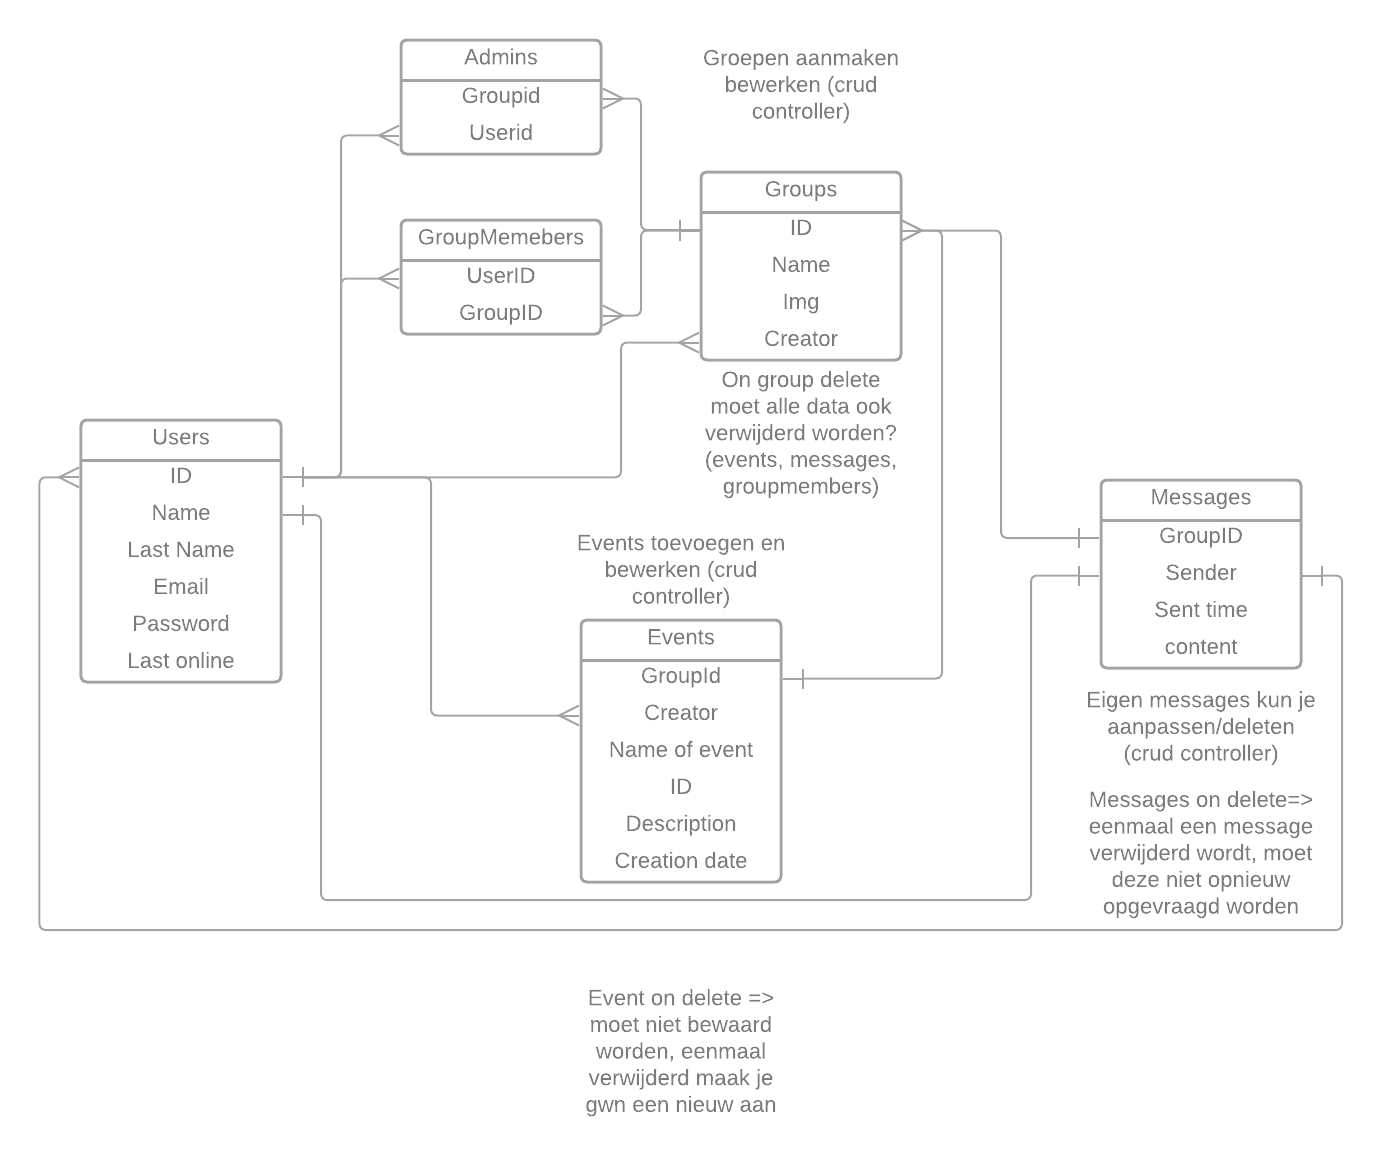 Admins
Groupid
Userid
Groepen aanmaken
bewerken (crud
controller)
GroupMemebers
UserID
GroupID
Groups
ID
Name
Img
Creator
On group delete
moet alle data ook
verwijderd worden?
(events, messages,
groupmembers)
Users
ID
Name
Last Name
Email
Password
Last online
Events toevoegen en
bewerken (crud
controller)
Events
GroupId
Creator
Name of event
ID
Description
Creation date
Messages
GroupID
Sender
Sent time
content
Eigen messages kun je
aanpassen/deleten
(crud controller)
Messages on delete=>
eenmaal een message
verwijderd wordt, moet
deze niet opnieuw
opgevraagd worden
Event on delete =>
moet niet bewaard
worden, eenmaal
verwijderd maak je
gwn een nieuw aan